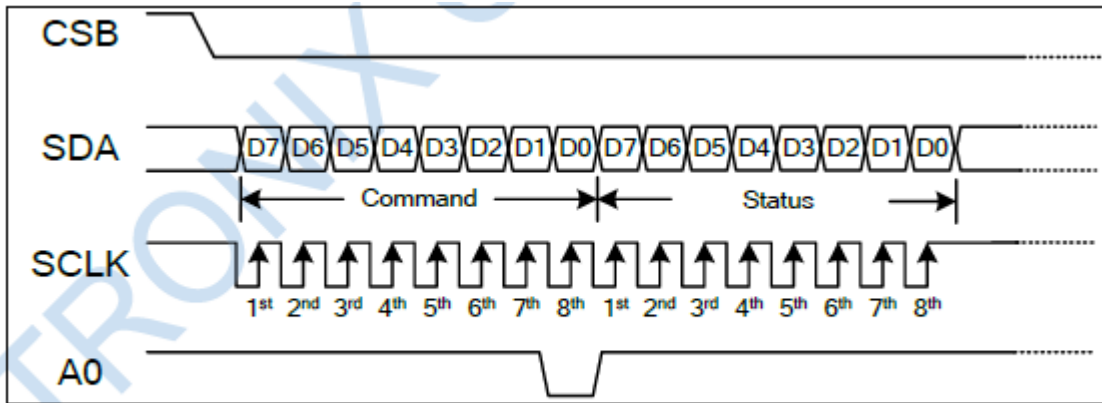 CSB
SDA D7 D6 D5 D4 D3 D2 D1 D0 D7 D6 D5 D4 D3 D2 D1 D0
Command Status
SCLK
1st 2nd 3rd 4th 5th 6th 7th 8th 1st 2nd 3rd 4th 5th 6th 7th 8th
A0
TRONIX